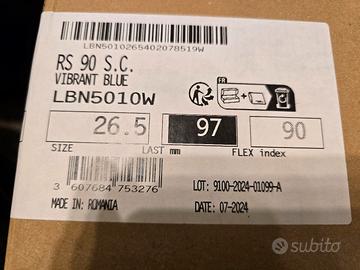 LBN5010265402078519W
RS 90 S.C.
VIBRANT BLUE
LBN5010W
FR
26.5
97
90
SIZE
LAST mm
FLEX index
3 607684 753276
LOT: 9100-2024-01099-A
MADE IN: ROMANIA
DATE: 07-2024
subito